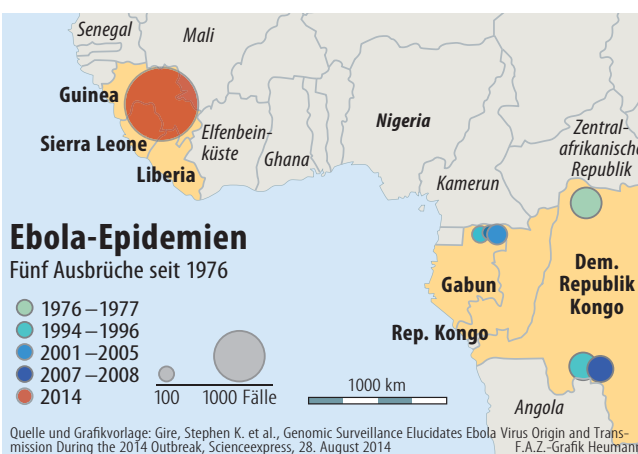 Senegal
Mali
Guinea
Sierra Leone
Liberia
Elfenbein-
küste
Ghana
Nigeria
Kamerun
Zentral-
afrikanische
Republik
Ebola-Epidemien
Fünf Ausbrüche seit 1976
1976–1977
1994–1996
2001–2005
2007–2008
2014
100
1000 Fälle
1000 km
Gabun
Rep. Kongo
Dem.
Republik
Kongo
Angola
Quelle und Grafikvorlage: Gire, Stephen K. et al., Genomic Surveillance Elucidates Ebola Virus Origin and Trans-
mission During the 2014 Outbreak, Scienceexpress, 28. August 2014
F.A.Z.-Grafik Heumann